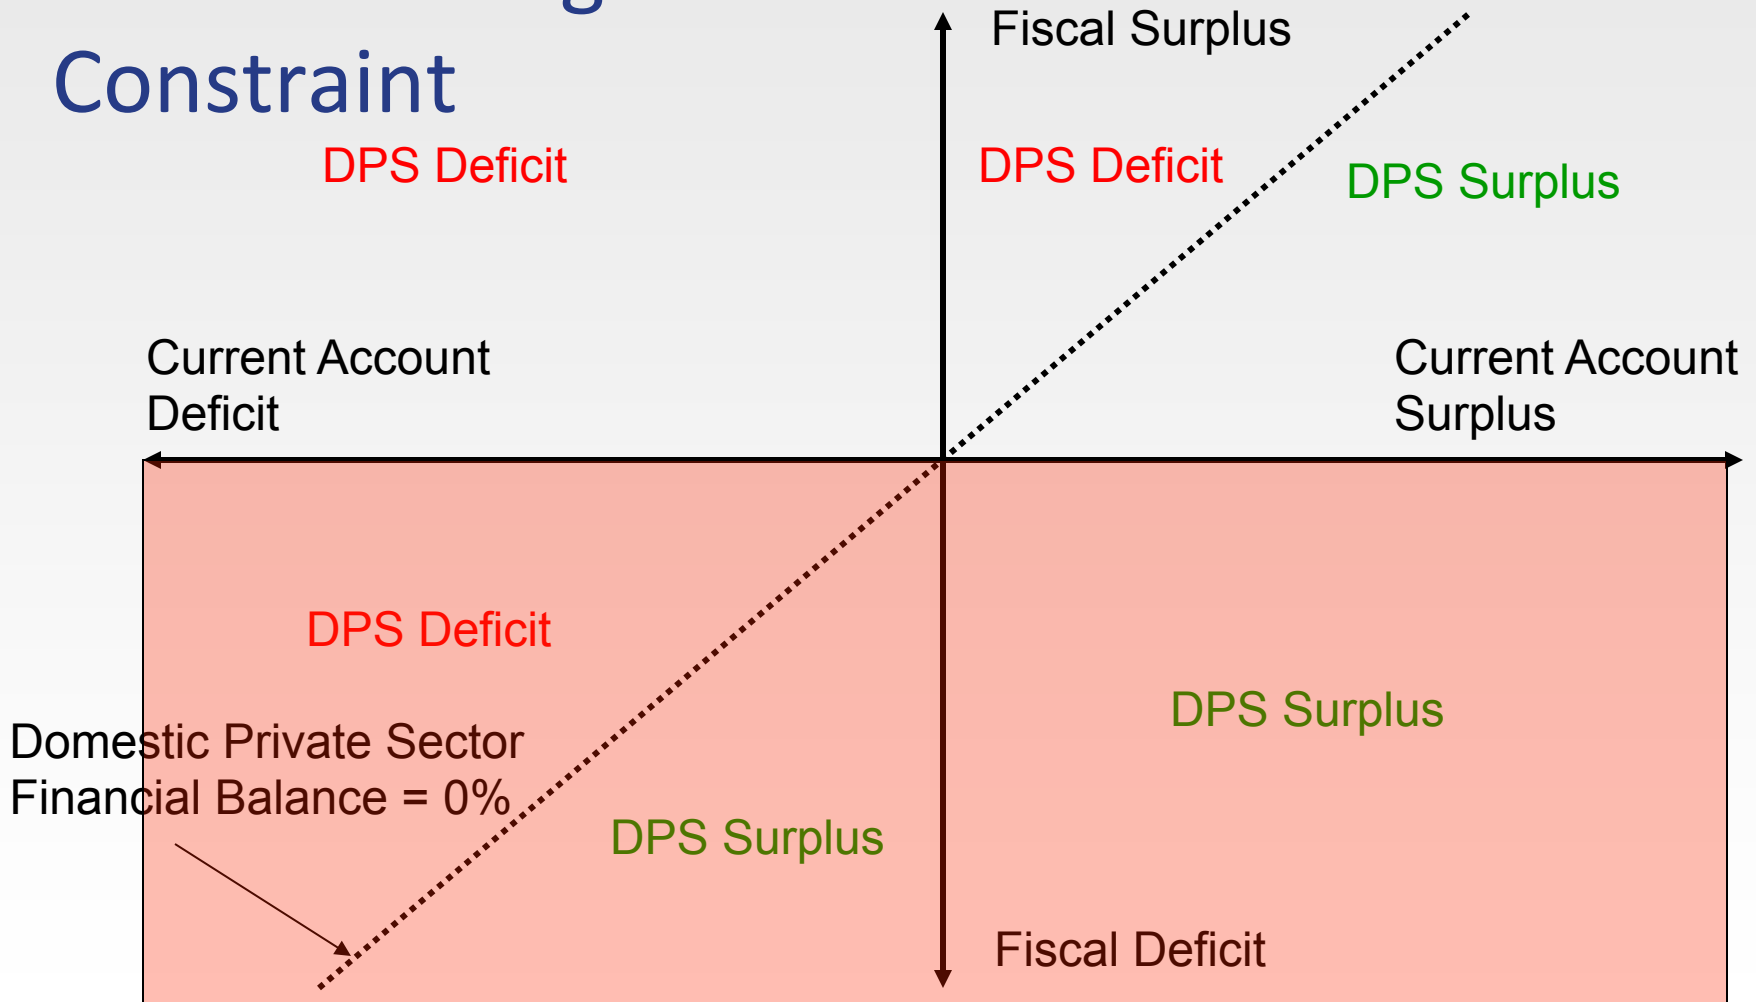 Constraint
Fiscal Surplus
DPS Deficit
DPS Deficit
DPS Surplus
Current Account
Deficit
Current Account
Surplus
DPS Deficit
DPS Surplus
Domestic Private Sector
Financial Balance = 0%
DPS Surplus
Fiscal Deficit